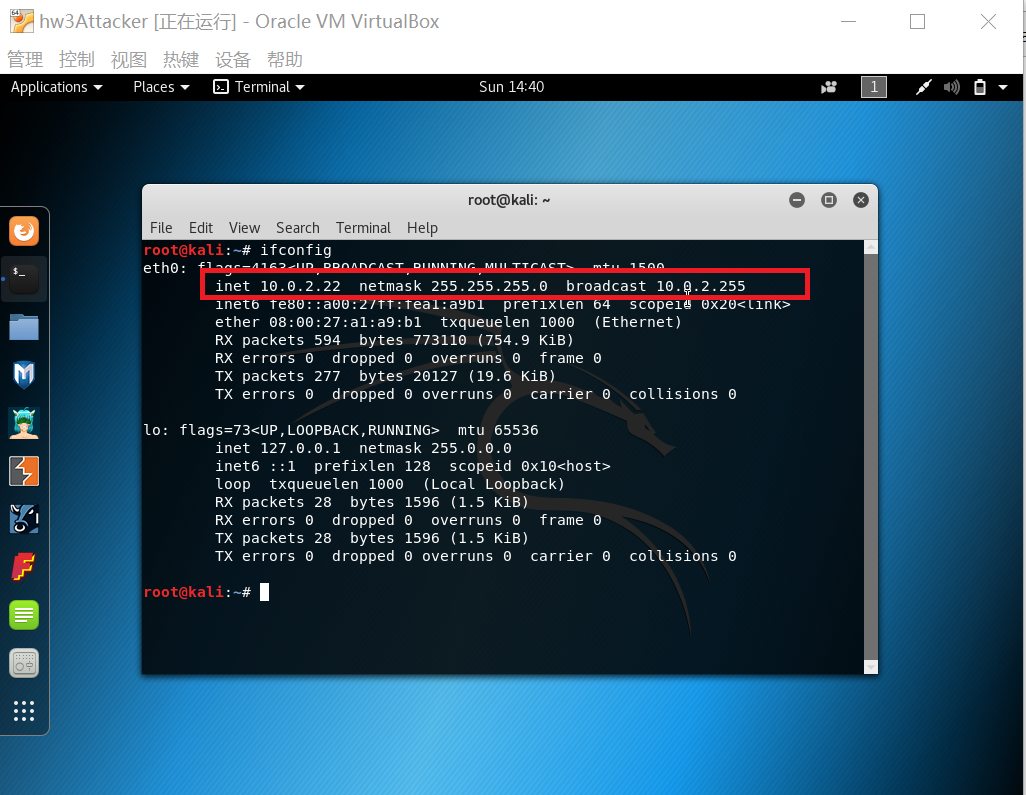 hw3Attacker [正在运行] - Oracle VM VirtualBox
管理 控制 视图 热键 设备 帮助
Applications Places Terminal Sun 14:40 1
root@kali: ~
File Edit View Search Terminal Help
root@kali:~# ifconfig
eth0: flags=4163<UP,BROADCAST,RUNNING,MULTICAST> mtu 1500
inet 10.0.2.22 netmask 255.255.255.0 broadcast 10.0.2.255
inet6 fe80::a00:27ff:fea1:a9b1 prefixlen 64 scopeid 0x20<link>
ether 08:00:27:a1:a9:b1 txqueuelen 1000 (Ethernet)
RX packets 594 bytes 773110 (754.9 KiB)
RX errors 0 dropped 0 overruns 0 frame 0
TX packets 277 bytes 20127 (19.6 KiB)
TX errors 0 dropped 0 overruns 0 carrier 0 collisions 0
lo: flags=73<UP,LOOPBACK,RUNNING> mtu 65536
inet 127.0.0.1 netmask 255.0.0.0
inet6 ::1 prefixlen 128 scopeid 0x10<host>
loop txqueuelen 1000 (Local Loopback)
RX packets 28 bytes 1596 (1.5 KiB)
RX errors 0 dropped 0 overruns 0 frame 0
TX packets 28 bytes 1596 (1.5 KiB)
TX errors 0 dropped 0 overruns 0 carrier 0 collisions 0
root@kali:~#